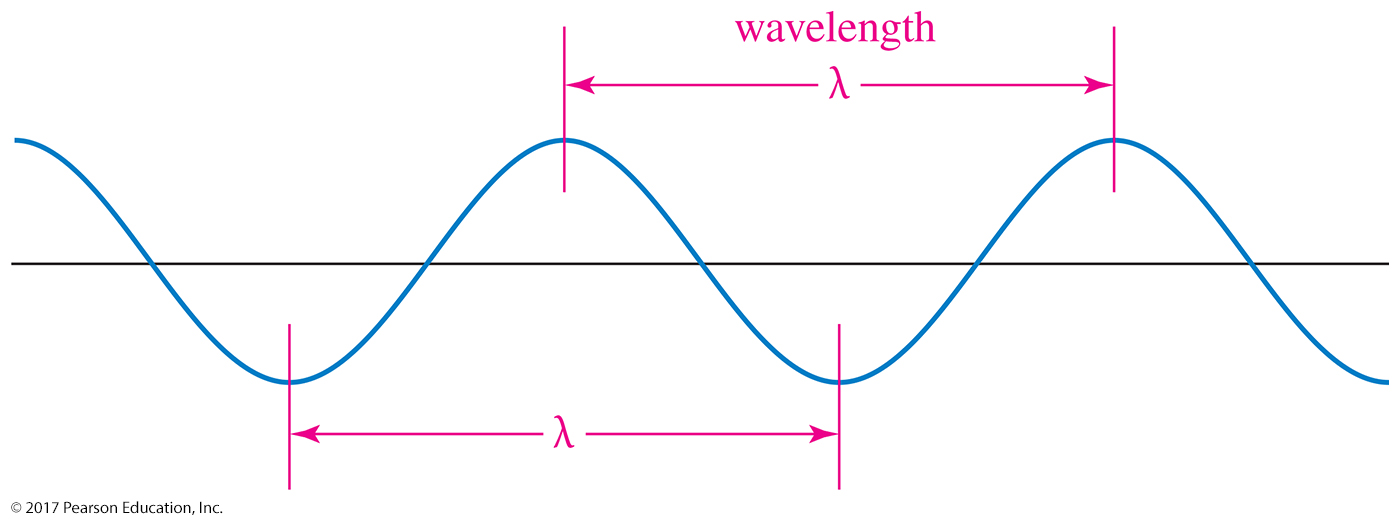 wavelength
λ
λ
© 2017 Pearson Education, Inc.